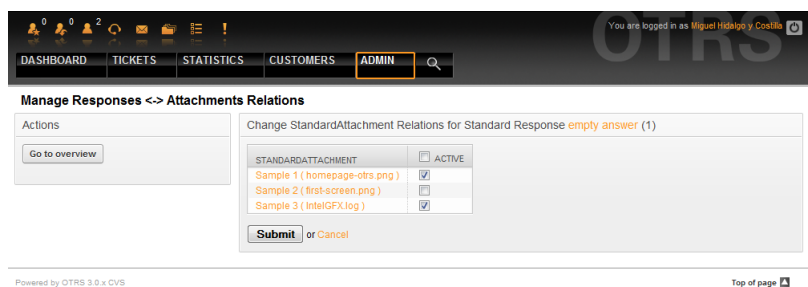 0 0 2
You are logged in as Miguel Hidalgo y Costilla
OTRS
DASHBOARD TICKETS STATISTICS CUSTOMERS ADMIN
Manage Responses <-> Attachments Relations
Actions
Go to overview
Change StandardAttachment Relations for Standard Response empty answer (1)
STANDARDATTACHMENT ACTIVE
Sample 1 ( homepage-otrs.png )
Sample 2 ( first-screen.png )
Sample 3 ( IntelGFX.log )
Submit or Cancel
Powered by OTRS 3.0.x CVS
Top of page